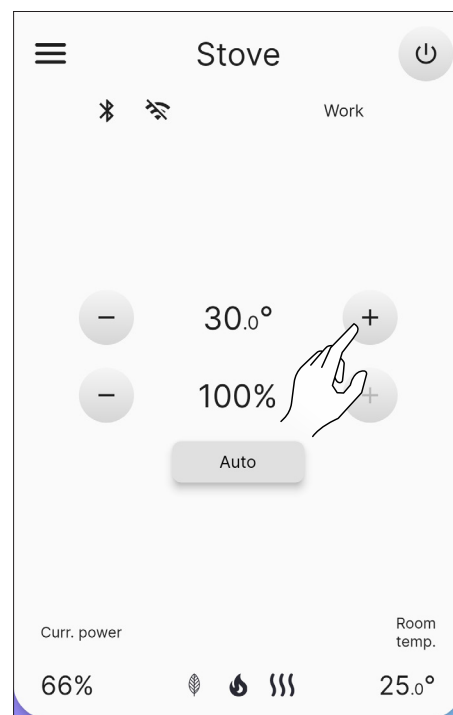 Stove
Work
− 30.0° +
− 100% +
Auto
Curr. power
Room
temp.
66%
25.0°